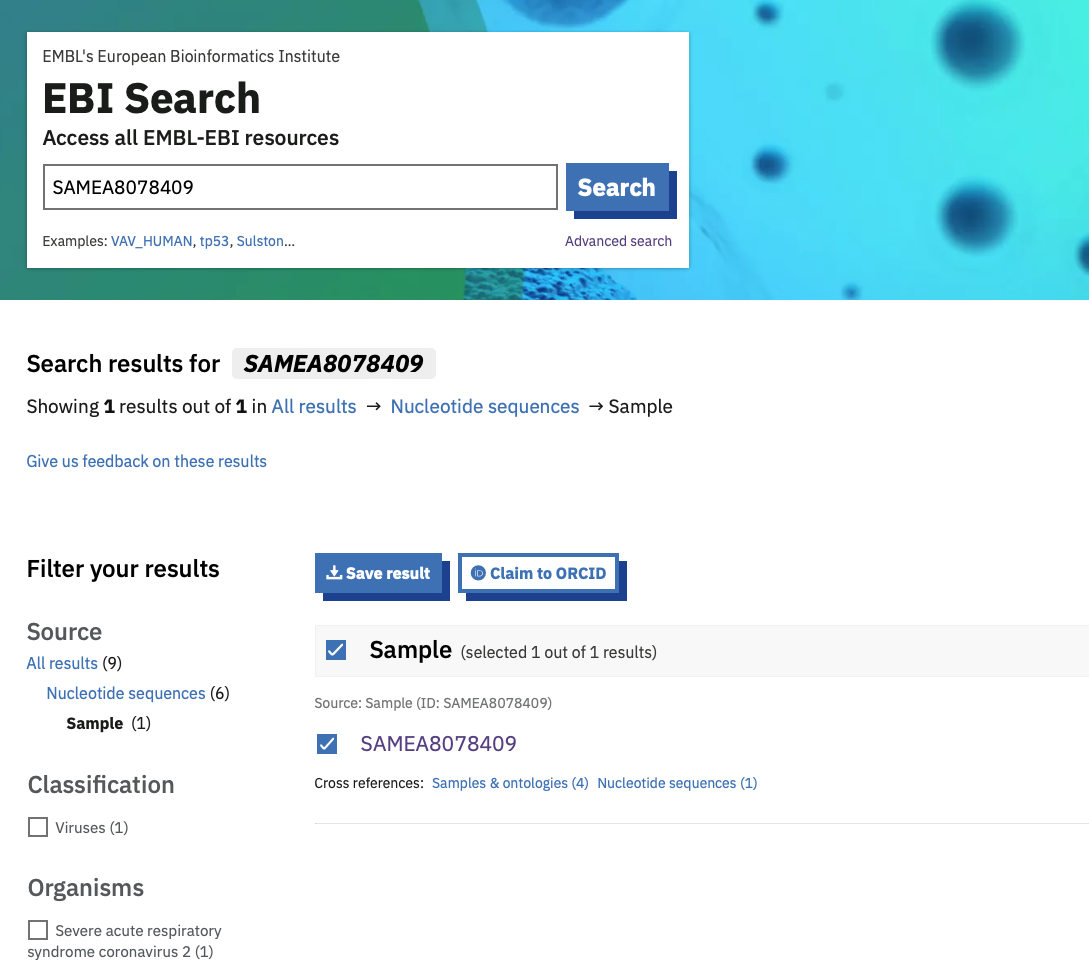 EMBL's European Bioinformatics Institute
EBI Search
Access all EMBL-EBI resources
SAMEA8078409
Search
Examples: VAV_HUMAN, tp53, Sulston...
Advanced search
Search results for SAMEA8078409
Showing 1 results out of 1 in All results → Nucleotide sequences → Sample
Give us feedback on these results
Filter your results
Source
All results (9)
Nucleotide sequences (6)
Sample (1)
Classification
Viruses (1)
Organisms
Severe acute respiratory
syndrome coronavirus 2 (1)
Save result
iD Claim to ORCID
Sample (selected 1 out of 1 results)
Source: Sample (ID: SAMEA8078409)
SAMEA8078409
Cross references: Samples & ontologies (4) Nucleotide sequences (1)